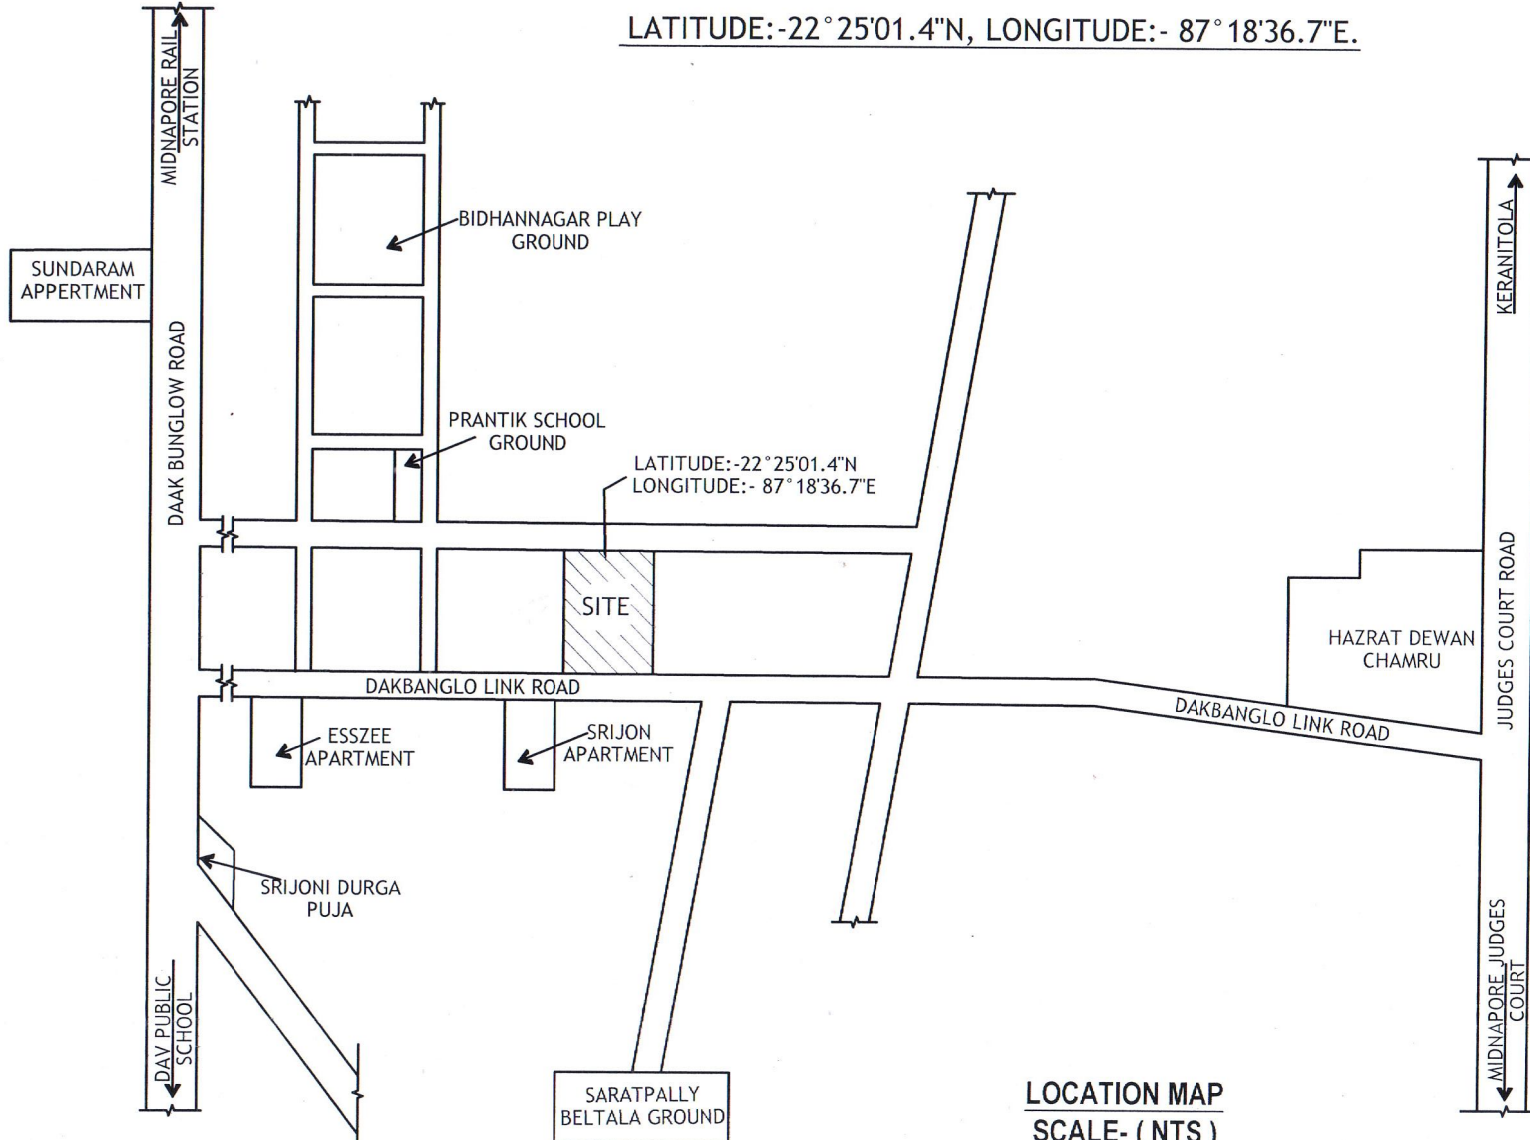 LATITUDE:-22°25'01.4"N, LONGITUDE:- 87°18'36.7"E.
MIDNAPORE RAIL
STATION
BIDHANNAGAR PLAY
GROUND
KERANITOLA
SUNDARAM
APPERTMENT
DAAK BUNGLOW ROAD
PRANTIK SCHOOL
GROUND
LATITUDE:-22°25'01.4"N
LONGITUDE:- 87°18'36.7"E
SITE
JUDGES COURT ROAD
HAZRAT DEWAN
CHAMRU
DAKBANGLO LINK ROAD
DAKBANGLO LINK ROAD
ESSZEE
APARTMENT
SRIJON
APARTMENT
SRIJONI DURGA
PUJA
DAV PUBLIC
SCHOOL
MIDNAPORE JUDGES
COURT
SARATPALLY
BELTALA GROUND
LOCATION MAP
SCALE- ( NTS )